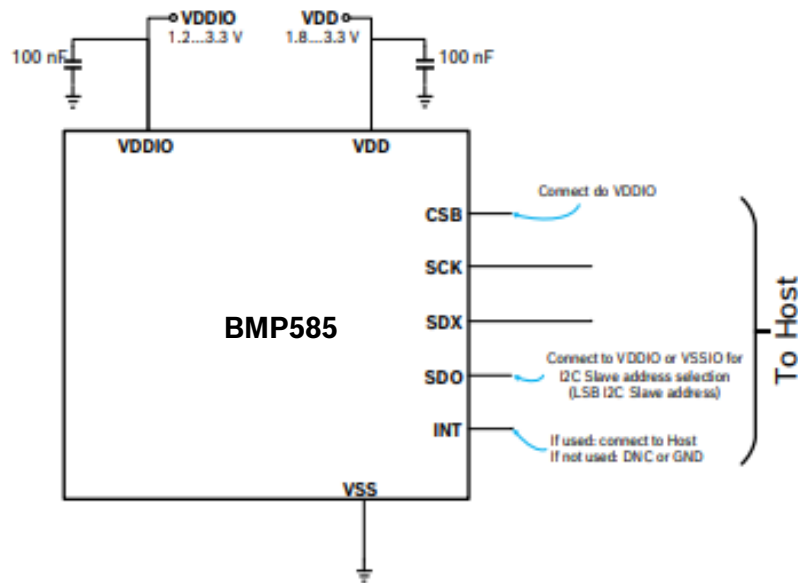 VDDIO
1.2...3.3 V
VDD
1.8...3.3 V
100 nF
100 nF
VDDIO
VDD
CSB
Connect do VDDIO
SCK
BMP585
SDX
SDO
Connect to VDDIO or VSSIO for
I2C Slave address selection
(LSB I2C Slave address)
INT
If used: connect to Host
If not used: DNC or GND
VSS
To Host